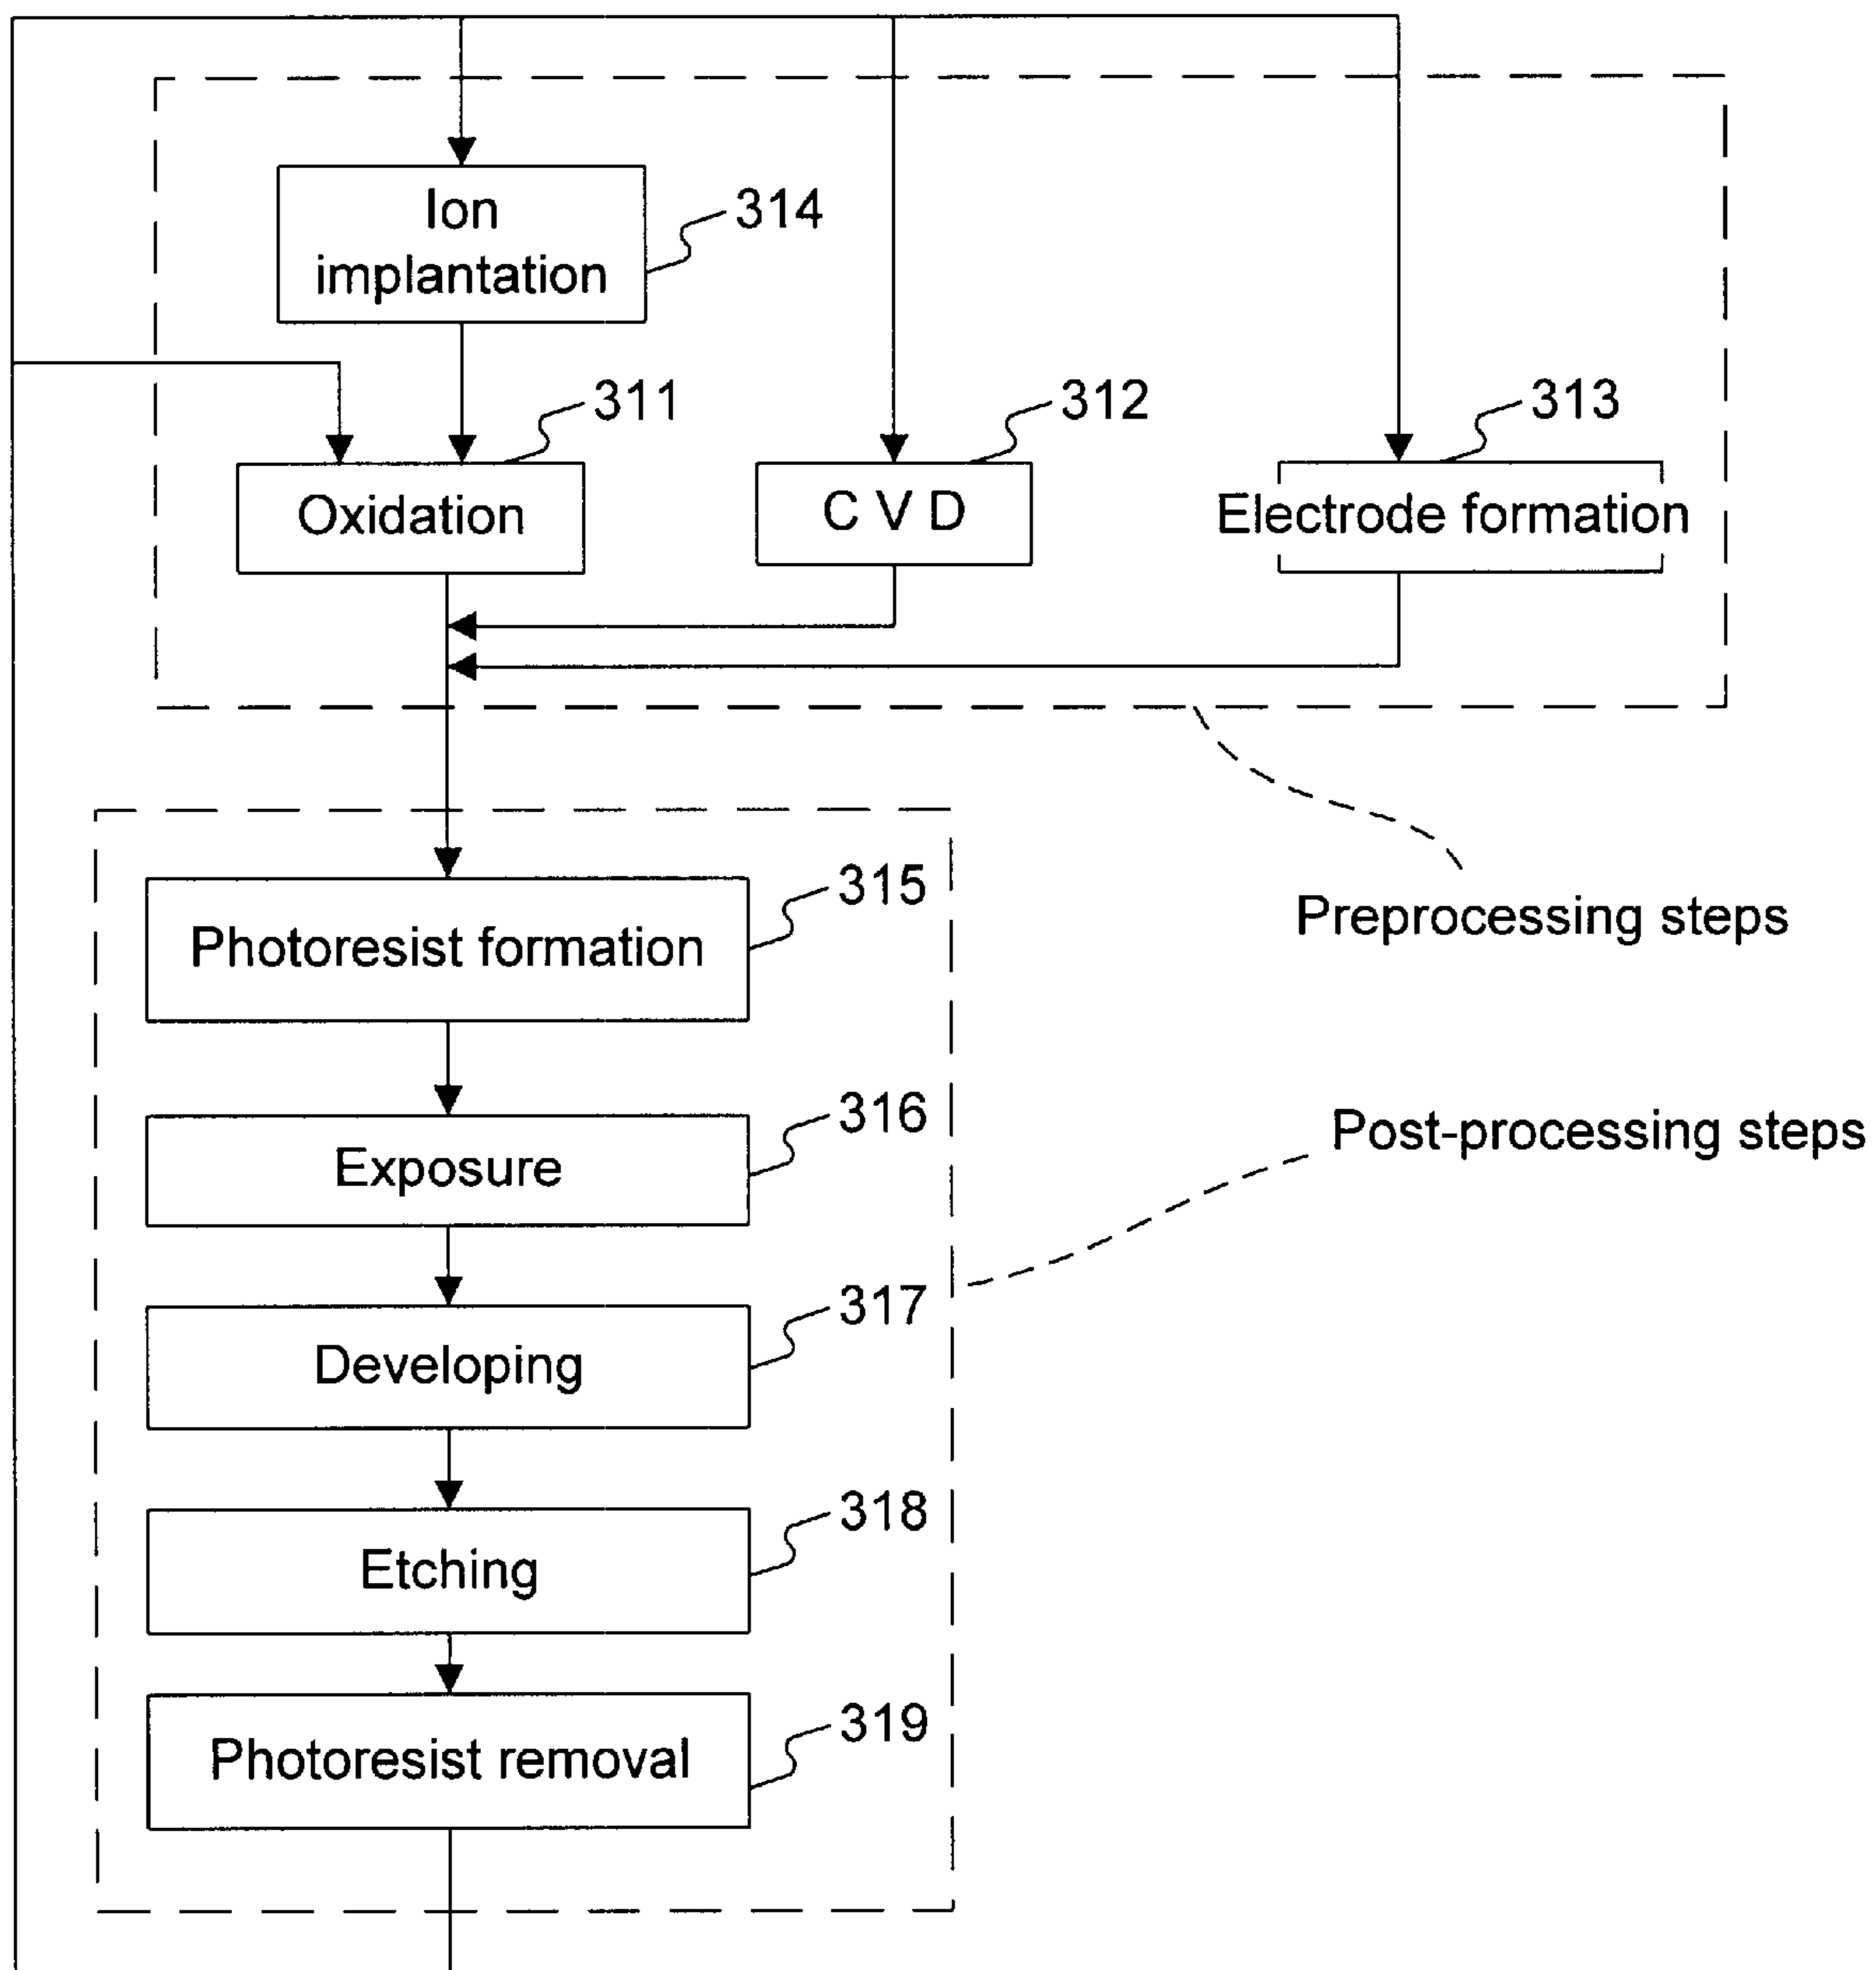 Ion
implantation
314
311
312
313
Oxidation
C V D
Electrode formation
Preprocessing steps
315
Photoresist formation
316
Exposure
Post-processing steps
317
Developing
318
Etching
319
Photoresist removal